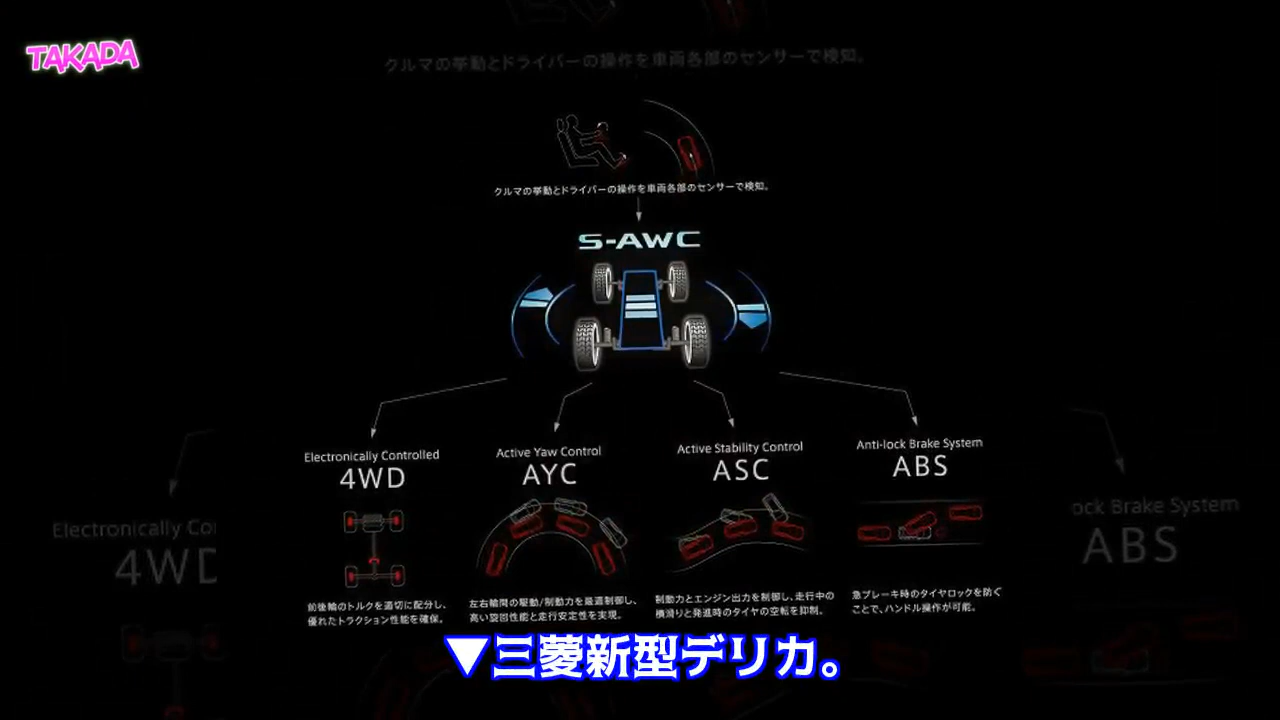 TAKADA
クルマの挙動とドライバーの操作を車両各部のセンサーで検知。
クルマの挙動とドライバーの操作を車両各部のセンサーで検知。
S-AWC
Electronically Controlled
4WD
前後輪のトルクを適切に配分し、
優れたトラクション性能を確保。
Active Yaw Control
AYC
左右輪間の駆動/制動力を最適制御し、
高い旋回性能と走行安定性を実現。
Active Stability Control
ASC
制動力とエンジン出力を制御し、走行中の
横滑りと発進時のタイヤの空転を抑制。
Anti-lock Brake System
ABS
急ブレーキ時のタイヤロックを防ぐ
ことで、ハンドル操作が可能。
Electronically Co
4WD
ock Brake System
ABS
▼三菱新型デリカ。